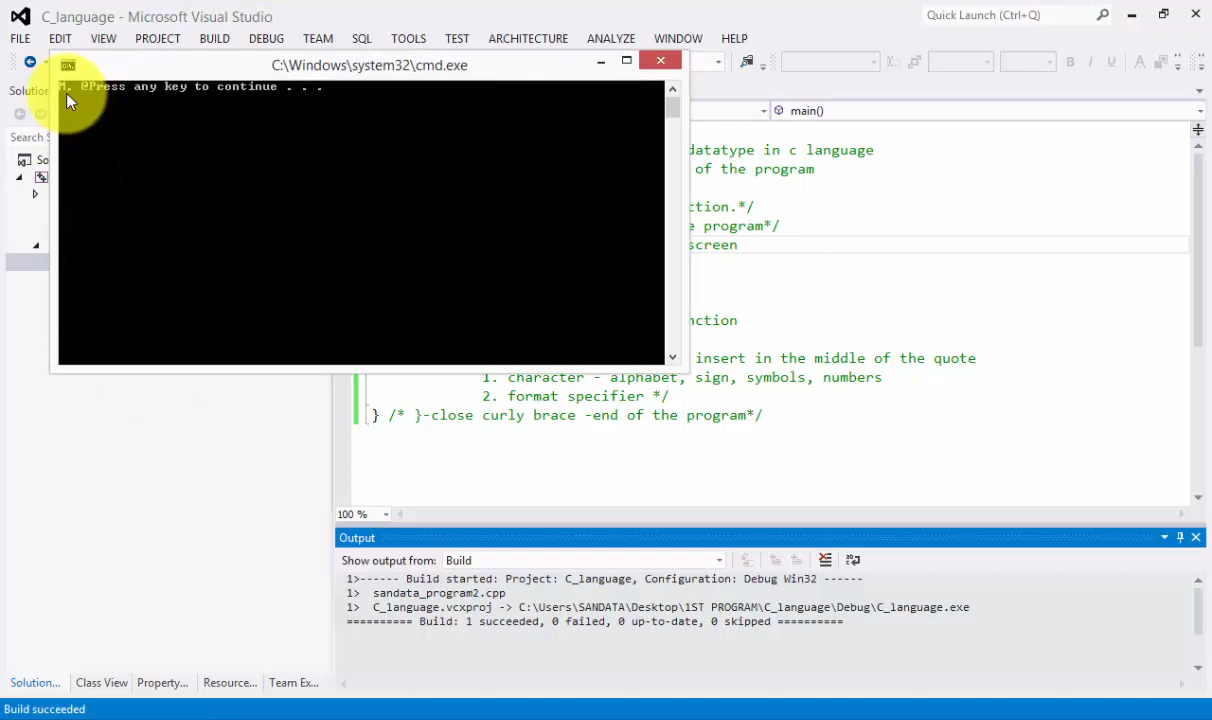 C_language - Microsoft Visual Studio
Quick Launch (Ctrl+Q)
FILE EDIT VIEW PROJECT BUILD DEBUG TEAM SQL TOOLS TEST ARCHITECTURE ANALYZE WINDOW HELP
C:\Windows\system32\cmd.exe
M, @Press any key to continue . . .
Solution
Search S
So
main()
datatype in c language
of the program
ction.*/
e program*/
screen
nction
insert in the middle of the quote
1. character - alphabet, sign, symbols, numbers
2. format specifier */
} /* }-close curly brace -end of the program*/
100 %
Output
Show output from: Build
1>------ Build started: Project: C_language, Configuration: Debug Win32 ------
1> sandata_program2.cpp
1> C_language.vcxproj -> C:\Users\SANDATA\Desktop\1ST PROGRAM\C_language\Debug\C_language.exe
========== Build: 1 succeeded, 0 failed, 0 up-to-date, 0 skipped ==========
Solution... Class View Property... Resource... Team Ex...
Build succeeded